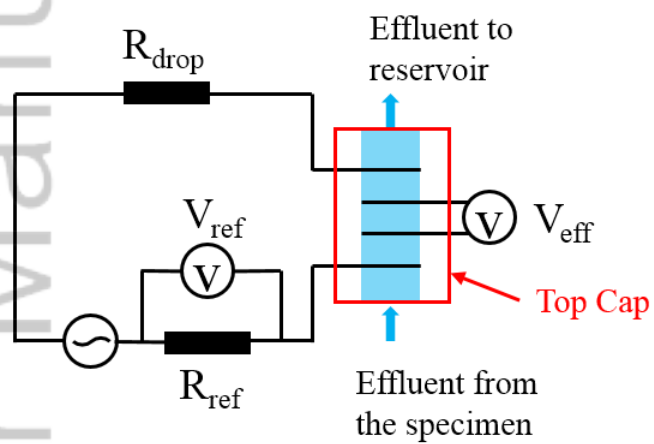 Effluent to
reservoir
R_drop
V_ref
V
V
V_eff
Top Cap
R_ref
Effluent from
the specimen